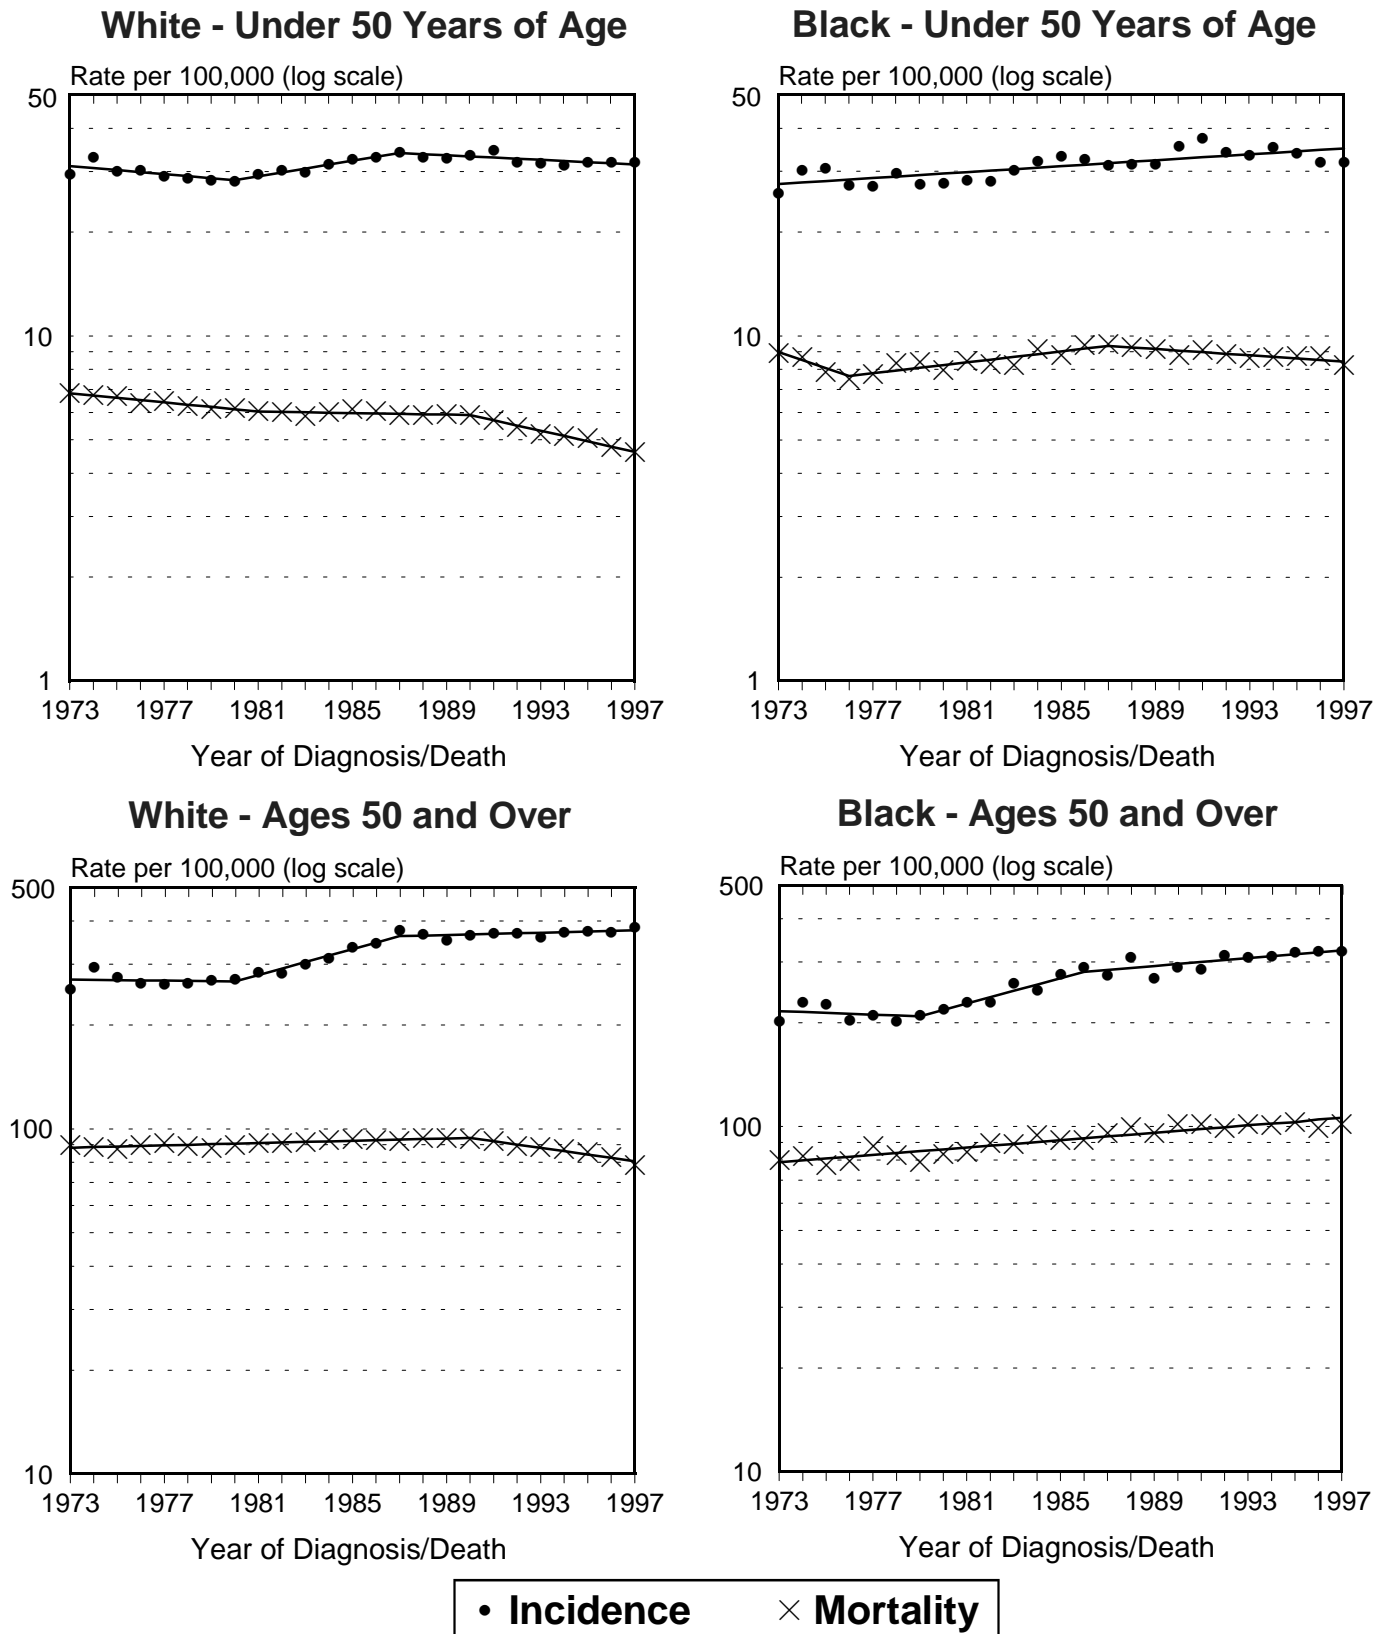 White - Under 50 Years of Age
Rate per 100,000 (log scale)
50
10
1
1973 1977 1981 1985 1989 1993 1997
Year of Diagnosis/Death
Black - Under 50 Years of Age
Rate per 100,000 (log scale)
50
10
1
1973 1977 1981 1985 1989 1993 1997
Year of Diagnosis/Death
White - Ages 50 and Over
Rate per 100,000 (log scale)
500
100
10
1973 1977 1981 1985 1989 1993 1997
Year of Diagnosis/Death
Black - Ages 50 and Over
Rate per 100,000 (log scale)
500
100
10
1973 1977 1981 1985 1989 1993 1997
Year of Diagnosis/Death
Incidence Mortality